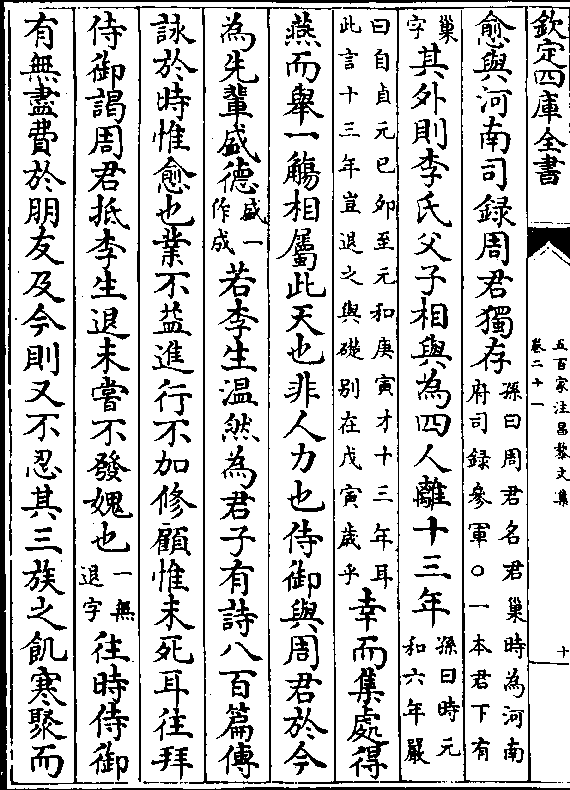 欽定四庫全書
五百家注昌黎文集
卷二十一
十
愈與河南司録周君獨存孫曰周君名君巢時為河南府司録參軍○一本君下有
巢字其外則李氏父子相與為四人離十三年孫曰時元和六年嚴
曰自貞元已卯至元和庚寅才十三年耳此言十三年豈退之與礎别在戊寅歲乎幸而集處得
燕而舉一觴相屬此天也非人力也侍御與周君於今
為先輩盛德盛一作成若李生温然為君子有詩八百篇傳
詠於時惟愈也業不益進行不加修顧惟未死耳往拜
侍御謁周君抵李生退未嘗不發媿也一無退字往時侍御
有無盡費於朋友及今則又不忍其三族之飢寒聚而